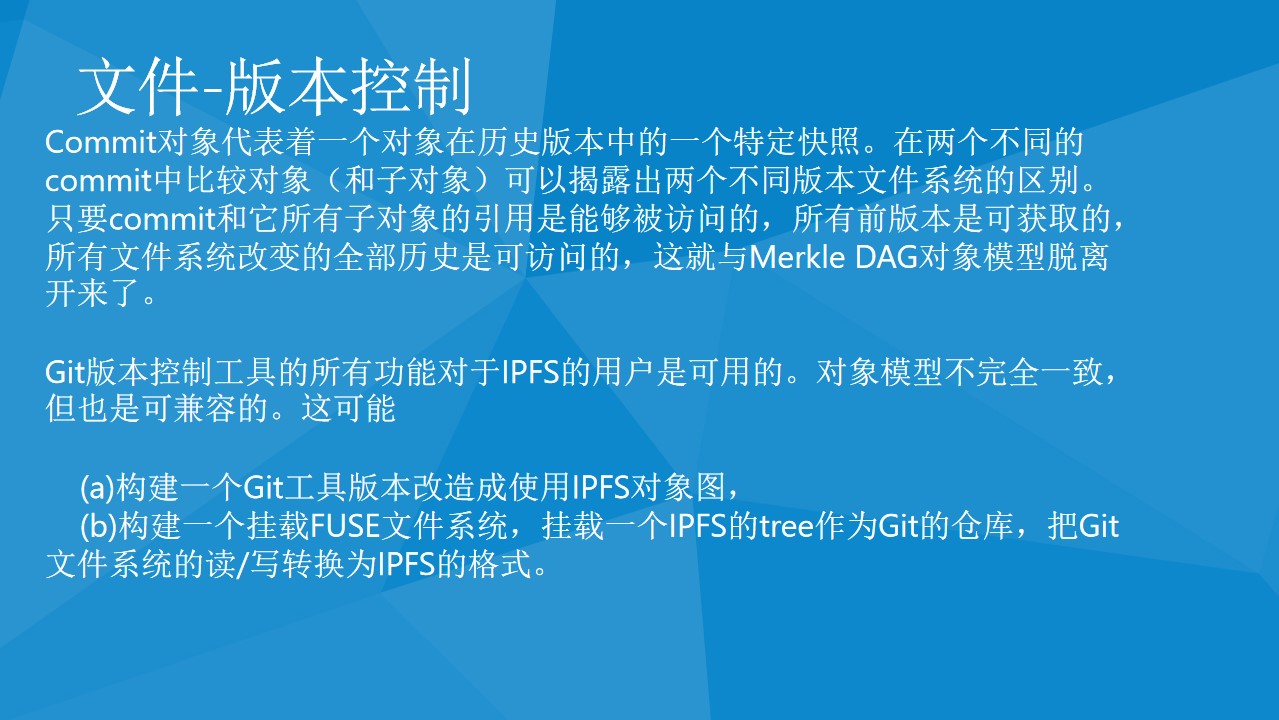 文件-版本控制
Commit对象代表着一个对象在历史版本中的一个特定快照。在两个不同的
commit中比较对象（和子对象）可以揭露出两个不同版本文件系统的区别。
只要commit和它所有子对象的引用是能够被访问的，所有前版本是可获取的，
所有文件系统改变的全部历史是可访问的，这就与Merkle DAG对象模型脱离
开来了。
Git版本控制工具的所有功能对于IPFS的用户是可用的。对象模型不完全一致，
但也是可兼容的。这可能
(a)构建一个Git工具版本改造成使用IPFS对象图，
(b)构建一个挂载FUSE文件系统，挂载一个IPFS的tree作为Git的仓库，把Git
文件系统的读/写转换为IPFS的格式。